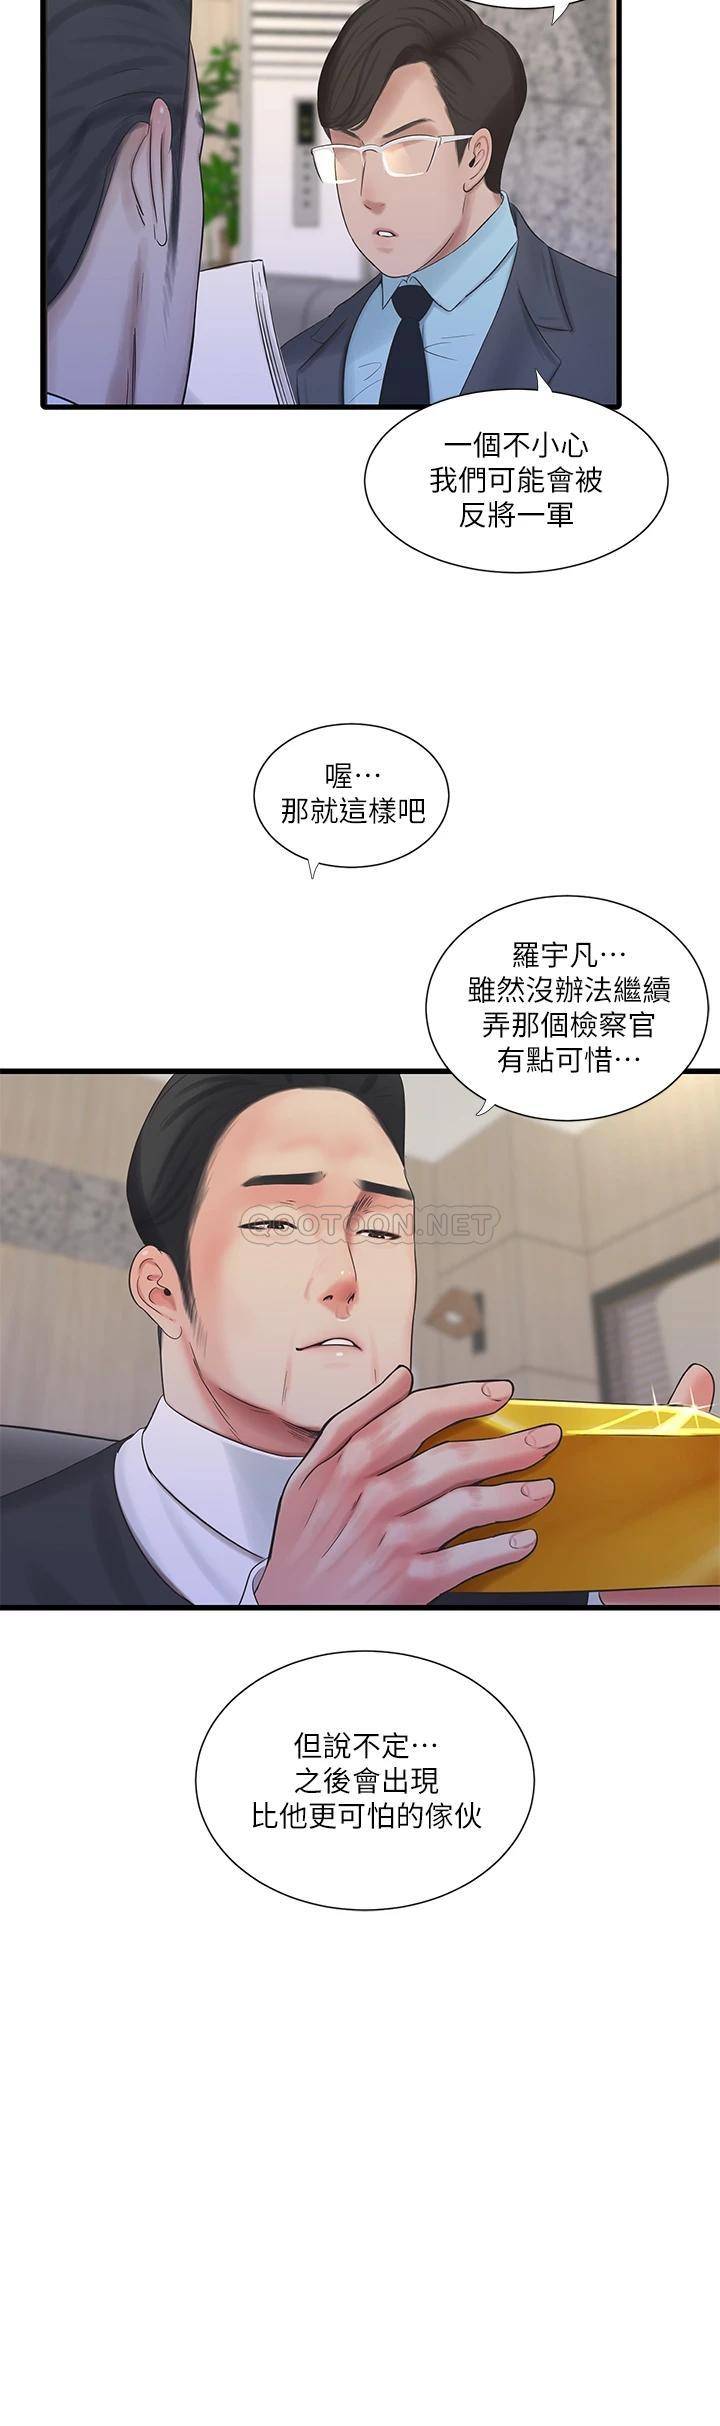 一個不小心
我們可能會被
反將一軍
喔…
那就這樣吧
羅宇凡…
雖然沒辦法繼續
弄那個檢察官
有點可惜…
QOOTOON.NET
但說不定…
之後會出現
比他更可怕的傢伙